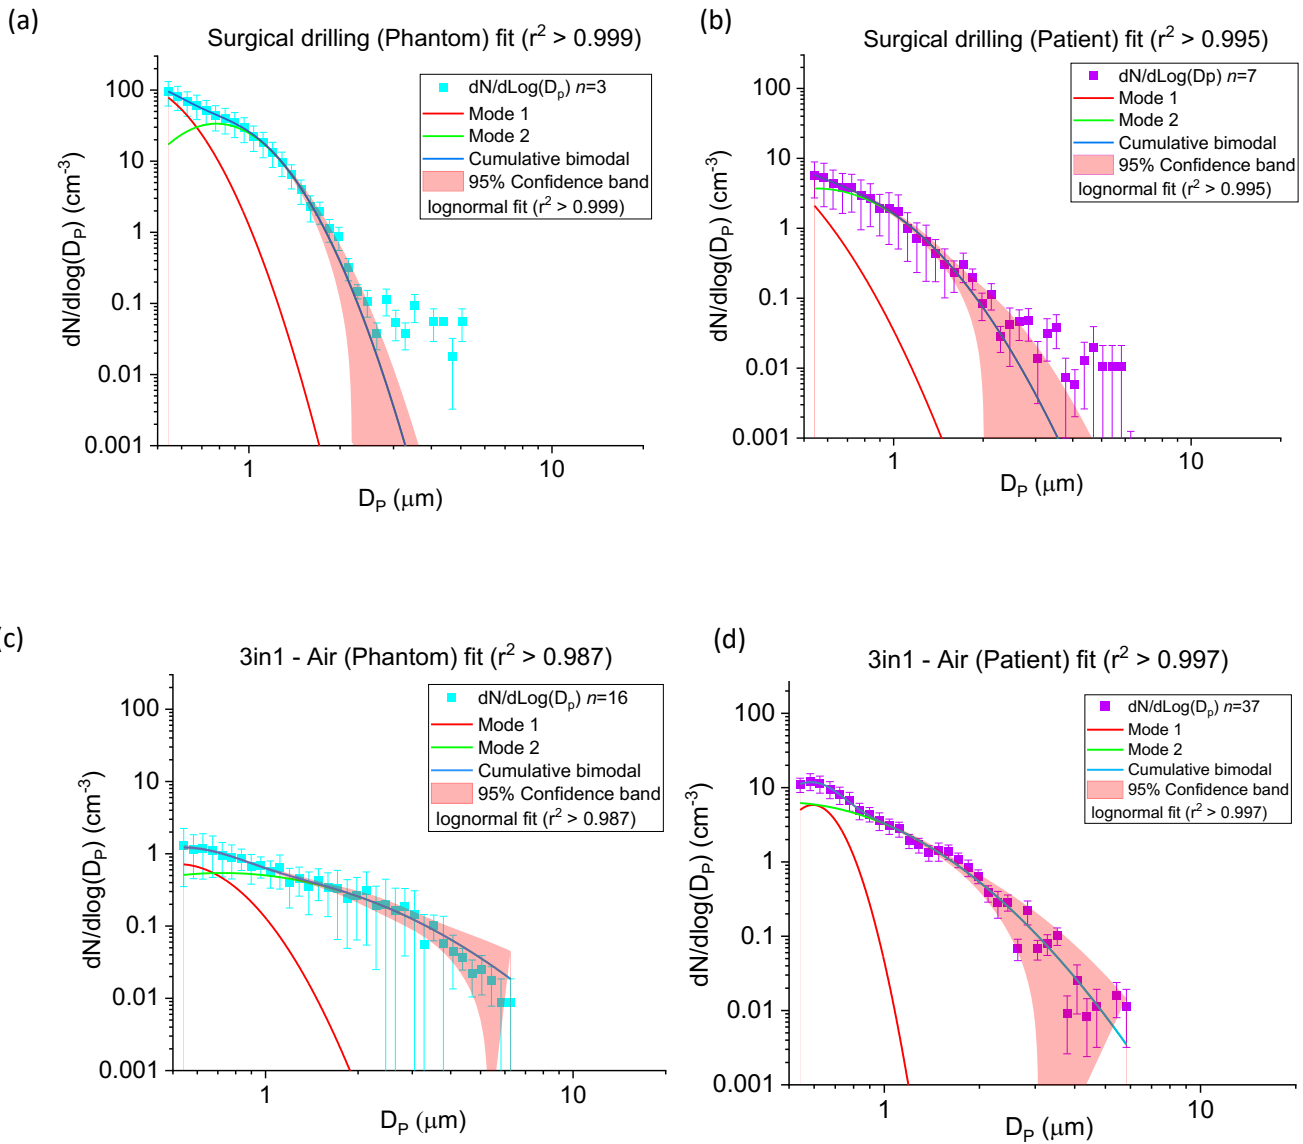 (a)
Surgical drilling (Phantom) fit (r² > 0.999)
dN/dLog(Dₚ) n=3
Mode 1
Mode 2
Cumulative bimodal
95% Confidence band
lognormal fit (r² > 0.999)
100
10
1
0.1
0.01
0.001
dN/dlog(D_P) (cm⁻³)
1
10
D_P (μm)
(b)
Surgical drilling (Patient) fit (r² > 0.995)
dN/dLog(Dp) n=7
Mode 1
Mode 2
Cumulative bimodal
95% Confidence band
lognormal fit (r² > 0.995)
100
10
1
0.1
0.01
0.001
dN/dlog(D_P) (cm⁻³)
1
10
D_P (μm)
(c)
3in1 - Air (Phantom) fit (r² > 0.987)
dN/dLog(Dₚ) n=16
Mode 1
Mode 2
Cumulative bimodal
95% Confidence band
lognormal fit (r² > 0.987)
100
10
1
0.1
0.01
0.001
dN/dlog(D_P) (cm⁻³)
1
10
D_P (μm)
(d)
3in1 - Air (Patient) fit (r² > 0.997)
dN/dLog(Dₚ) n=37
Mode 1
Mode 2
Cumulative bimodal
95% Confidence band
lognormal fit (r² > 0.997)
100
10
1
0.1
0.01
0.001
dN/dlog(D_P) (cm⁻³)
1
10
D_P (μm)